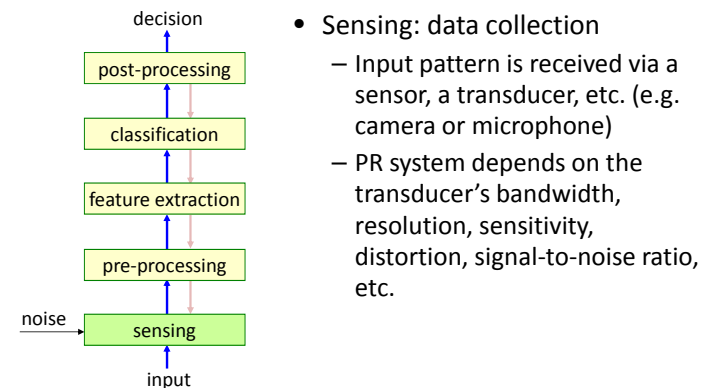 decision
post-processing
classification
feature extraction
pre-processing
noise
sensing
input
• Sensing: data collection
– Input pattern is received via a
sensor, a transducer, etc. (e.g.
camera or microphone)
– PR system depends on the
transducer’s bandwidth,
resolution, sensitivity,
distortion, signal-to-noise ratio,
etc.